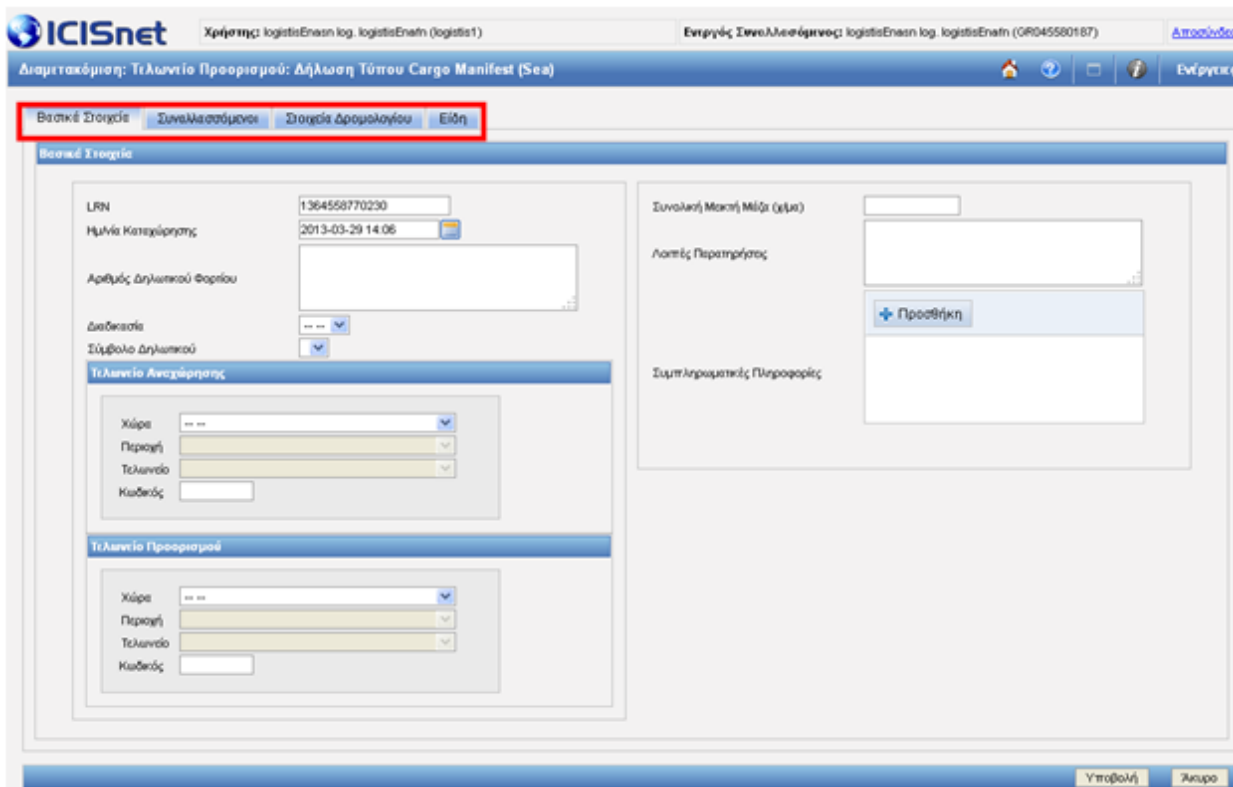 ICISnet Χρήστης: logistisEnasn log. logistisEnafn (logistis1) Ενεργός Συναλλασόμενος: logistisEnasn log. logistisEnafn (GR045580187)
Διαμετακόμιση: Τελωνείο Προορισμού: Δήλωση Τύπου Cargo Manifest (Sea)
Βασικά Στοιχεία Συναλλασσόμενοι Στοιχεία Δρομολογίου Είδη
Βασικά Στοιχεία
LRN 1364558770230 Συνολική Μεικτή Μάζα (χ/μα)
Ημ/νία Καταχώρησης 2013-03-29 14:06
Λοιπές Παρατηρήσεις
Αριθμός Δηλωτικού Φορτίου
Προσθήκη
Διαδικασία -- --
Σύμβολο Δηλωτικού
Τελωνείο Αναχώρησης Συμπληρωματικές Πληροφορίες
Χώρα -- --
Περιοχή
Τελωνείο
Κωδικός
Τελωνείο Προορισμού
Χώρα -- --
Περιοχή
Τελωνείο
Κωδικός
Υποβολή Άκυρο